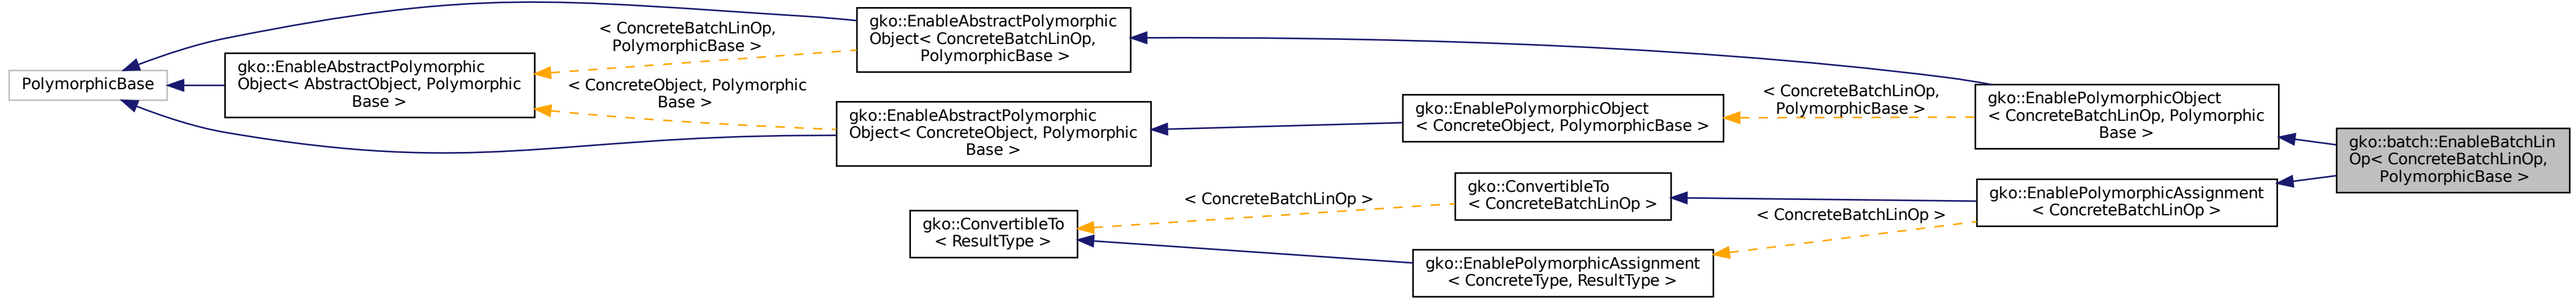 PolymorphicBase
gko::EnableAbstractPolymorphic
Object< AbstractObject, Polymorphic
Base >
< ConcreteBatchLinOp,
PolymorphicBase >
< ConcreteObject, Polymorphic
Base >
gko::EnableAbstractPolymorphic
Object< ConcreteBatchLinOp,
PolymorphicBase >
gko::EnableAbstractPolymorphic
Object< ConcreteObject, Polymorphic
Base >
gko::EnablePolymorphicObject
< ConcreteObject, PolymorphicBase >
< ConcreteBatchLinOp,
PolymorphicBase >
gko::EnablePolymorphicObject
< ConcreteBatchLinOp, Polymorphic
Base >
gko::batch::EnableBatchLin
Op< ConcreteBatchLinOp,
PolymorphicBase >
gko::ConvertibleTo
< ResultType >
< ConcreteBatchLinOp >
gko::ConvertibleTo
< ConcreteBatchLinOp >
gko::EnablePolymorphicAssignment
< ConcreteType, ResultType >
< ConcreteBatchLinOp >
gko::EnablePolymorphicAssignment
< ConcreteBatchLinOp >